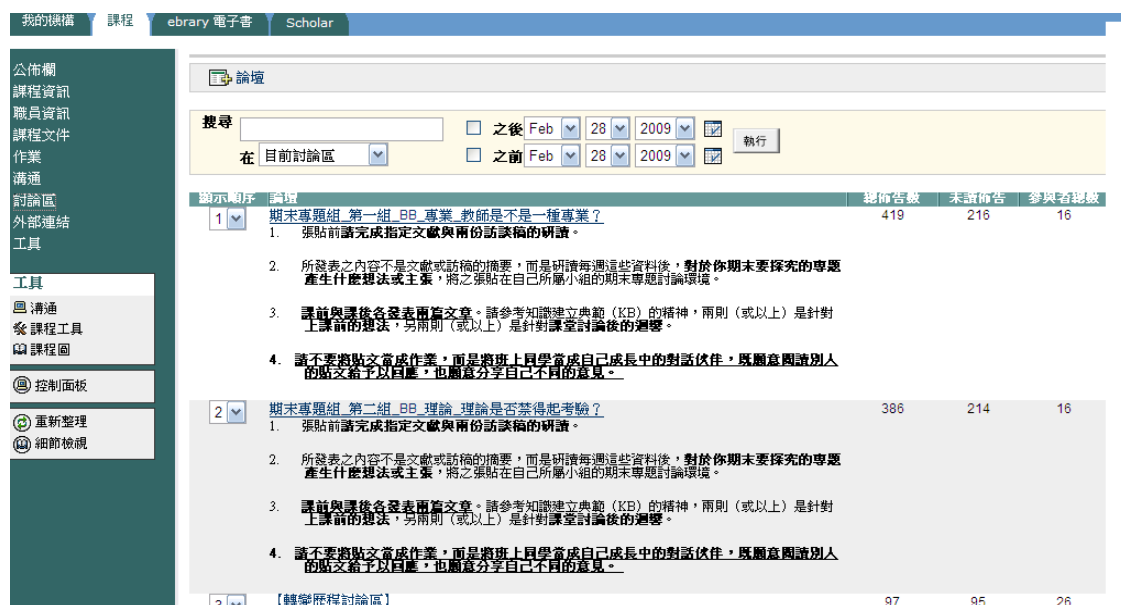 我的機構 課程 ebrary 電子書 Scholar
公佈欄
課程資訊
職員資訊
課程文件
作業
溝通
討論區
外部連結
工具
工具
溝通
課程工具
課程圖
控制面板
重新整理
細節檢視
論壇
搜尋 之後 Feb 28 2009 執行
在 目前討論區 之前 Feb 28 2009
顯示順序 論壇 總佈告數 未讀佈告 參與者總數
1 期末專題組_第一組_BB_專業_教師是不是一種專業？ 419 216 16
1. 張貼前請完成指定文獻與兩份訪談稿的研讀。
2. 所發表之內容不是文獻或訪稿的摘要，而是研讀每週這些資料後，對於你期末要探究的專題
產生什麼想法或主張，將之張貼在自己所屬小組的期末專題討論環境。
3. 課前與課後各發表兩篇文章。請參考知識建立典範（KB）的精神，兩則（或以上）是針對
上課前的想法，另兩則（或以上）是針對課堂討論後的迴響。
4. 請不要將貼文當成作業，而是將班上同學當成自己成長中的對話伙伴，既願意閱讀別人
的貼文給予以回應，也願意分享自己不同的意見。
2 期末專題組_第二組_BB_理論_理論是否禁得起考驗？ 386 214 16
1. 張貼前請完成指定文獻與兩份訪談稿的研讀。
2. 所發表之內容不是文獻或訪稿的摘要，而是研讀每週這些資料後，對於你期末要探究的專題
產生什麼想法或主張，將之張貼在自己所屬小組的期末專題討論環境。
3. 課前與課後各發表兩篇文章。請參考知識建立典範（KB）的精神，兩則（或以上）是針對
上課前的想法，另兩則（或以上）是針對課堂討論後的迴響。
4. 請不要將貼文當成作業，而是將班上同學當成自己成長中的對話伙伴，既願意閱讀別人
的貼文給予以回應，也願意分享自己不同的意見。
3 【轉變歷程討論區】 97 95 26